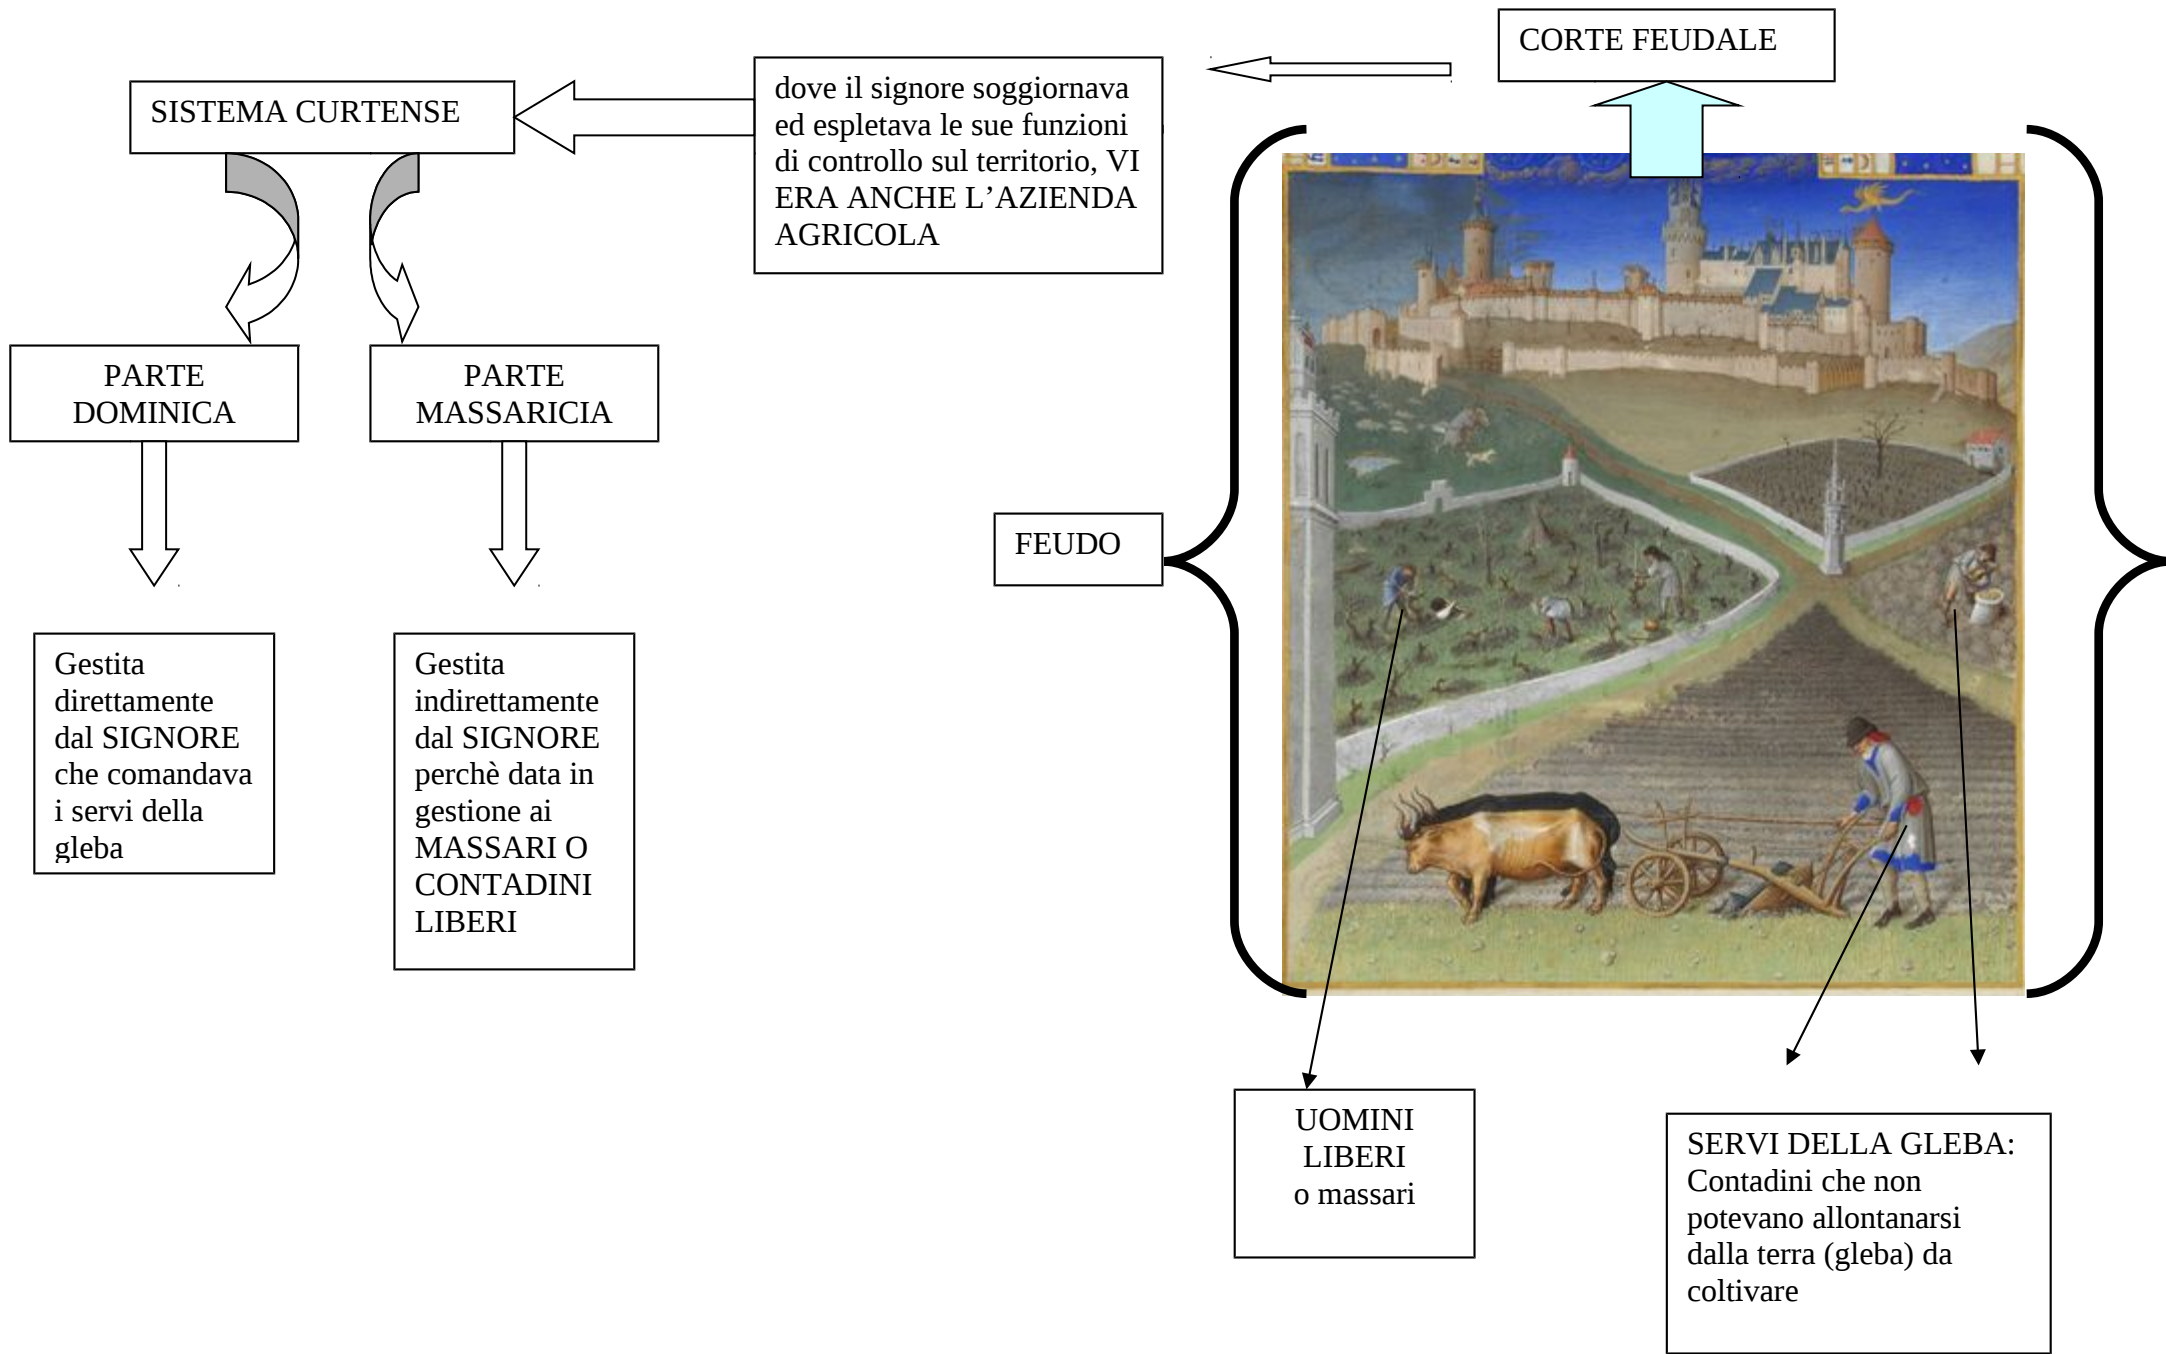 CORTE FEUDALE
dove il signore soggiornava
ed espletava le sue funzioni
di controllo sul territorio, VI
ERA ANCHE L’AZIENDA
AGRICOLA
SISTEMA CURTENSE
PARTE
DOMINICA
PARTE
MASSARICIA
Gestita
direttamente
dal SIGNORE
che comandava
i servi della
gleba
Gestita
indirettamente
dal SIGNORE
perchè data in
gestione ai
MASSARI O
CONTADINI
LIBERI
FEUDO
UOMINI
LIBERI
o massari
SERVI DELLA GLEBA:
Contadini che non
potevano allontanarsi
dalla terra (gleba) da
coltivare